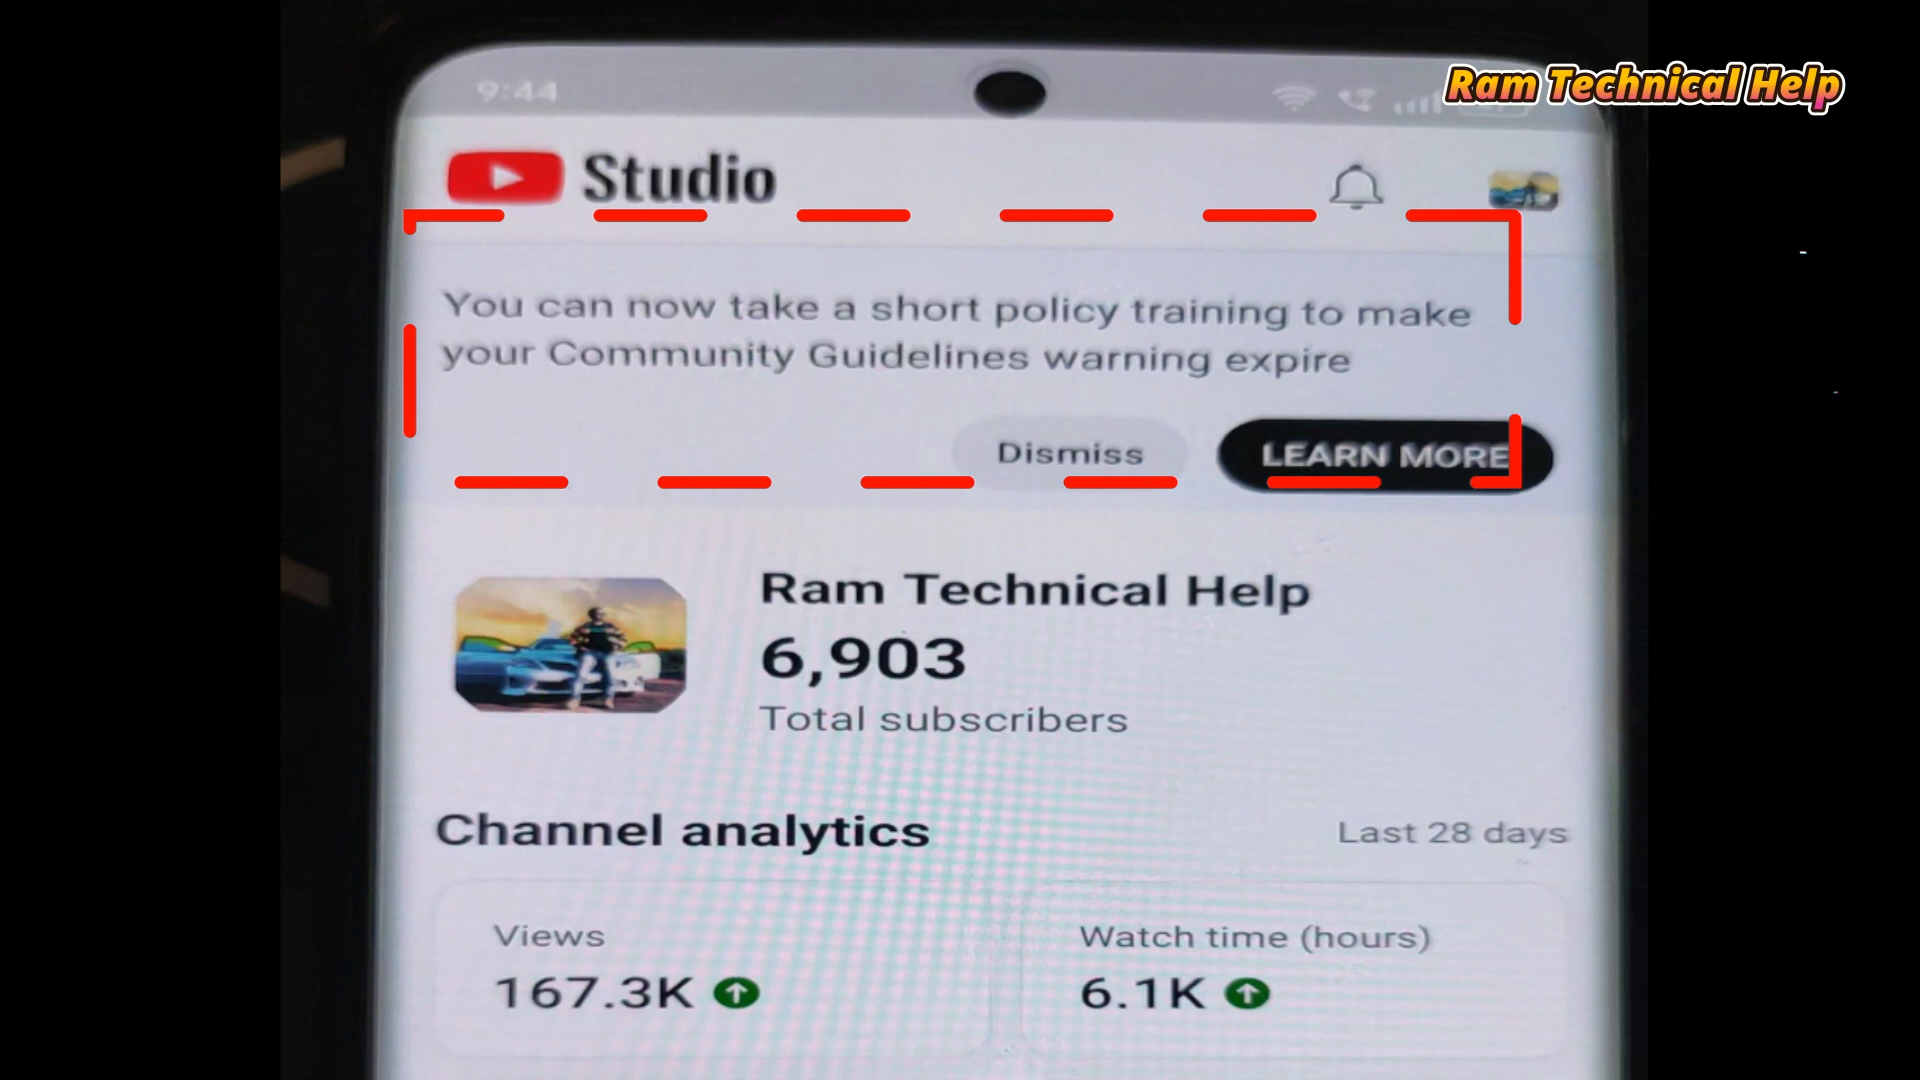 Ram Technical Help
9:44
Studio
You can now take a short policy training to make
your Community Guidelines warning expire
Dismiss
LEARN MORE
Ram Technical Help
6,903
Total subscribers
Channel analytics
Last 28 days
Views
167.3K
Watch time (hours)
6.1K